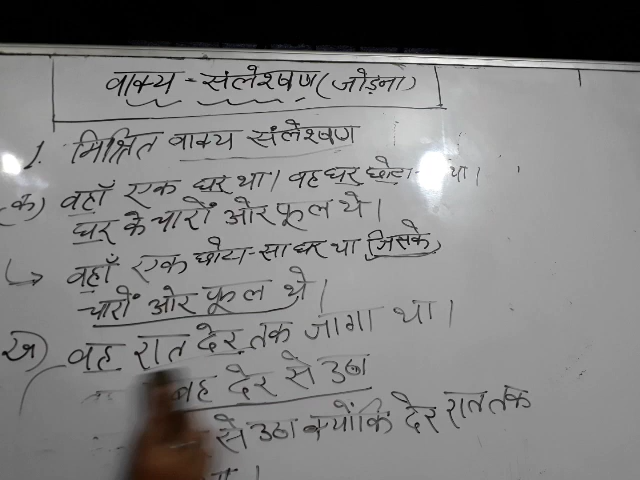 वाक्य - संलेश्षण (जोड़ना)
1. मिश्रित वाक्य संलेश्षण
(क) वहाँ एक घर था। वह घर छोटा- था।
घर के चारों ओर फूल थे।
↳ वहाँ एक छोटा-सा घर था जिसके
चारों ओर फूल थे।
ख) वह रात देर तक जागा था।
वह देर से उठा
से उठा क्योंकि देर रात तक